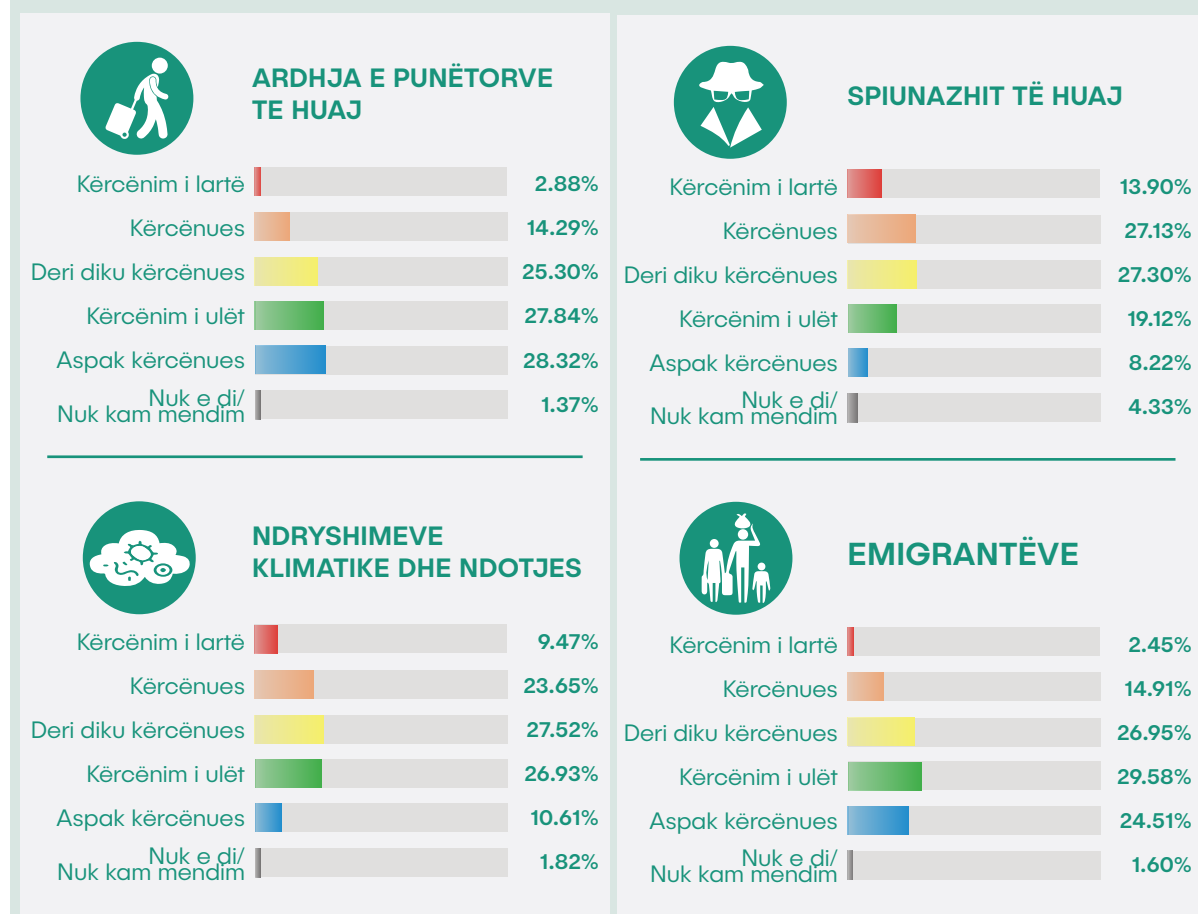 ARDHJA E PUNËTORVE
TE HUAJ
Kërcënim i lartë 2.88%
Kërcënues 14.29%
Deri diku kërcënues 25.30%
Kërcënim i ulët 27.84%
Aspak kërcënues 28.32%
Nuk e di/
Nuk kam mendim 1.37%
SPIUNAZHIT TË HUAJ
Kërcënim i lartë 13.90%
Kërcënues 27.13%
Deri diku kërcënues 27.30%
Kërcënim i ulët 19.12%
Aspak kërcënues 8.22%
Nuk e di/
Nuk kam mendim 4.33%
NDRYSHIMEVE
KLIMATIKE DHE NDOTJES
Kërcënim i lartë 9.47%
Kërcënues 23.65%
Deri diku kërcënues 27.52%
Kërcënim i ulët 26.93%
Aspak kërcënues 10.61%
Nuk e di/
Nuk kam mendim 1.82%
EMIGRANTËVE
Kërcënim i lartë 2.45%
Kërcënues 14.91%
Deri diku kërcënues 26.95%
Kërcënim i ulët 29.58%
Aspak kërcënues 24.51%
Nuk e di/
Nuk kam mendim 1.60%